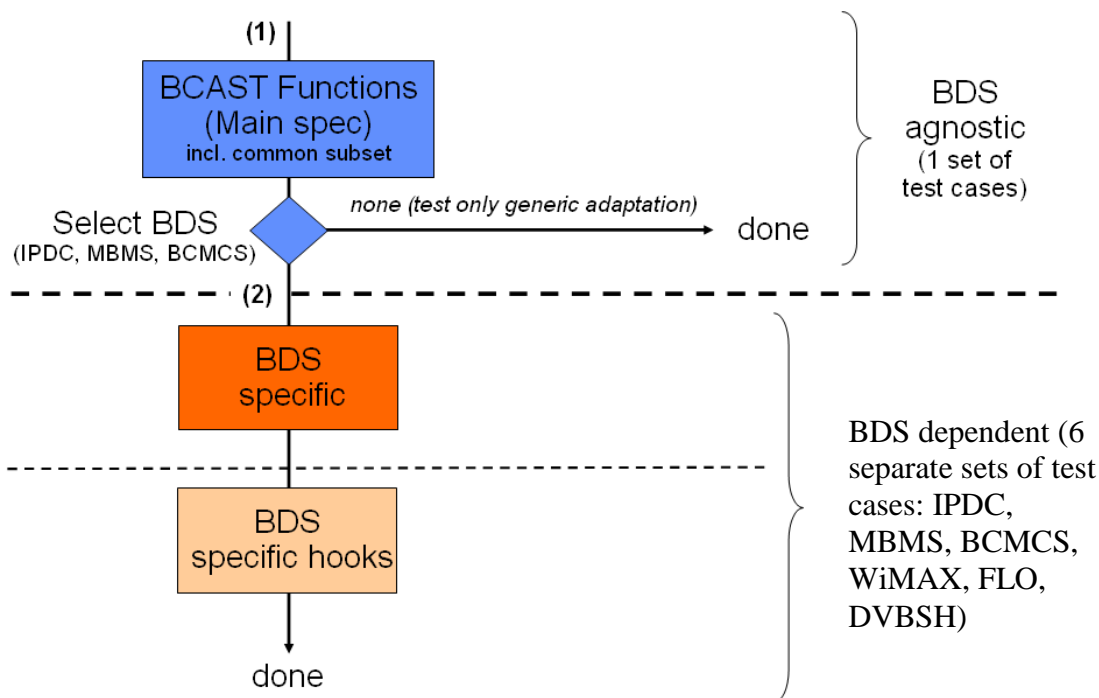 (1)
BCAST Functions
(Main spec)
incl. common subset
BDS
agnostic
(1 set of
test cases)
Select BDS
(IPDC, MBMS, BCMCS)
none (test only generic adaptation)
done
(2)
BDS
specific
BDS
specific hooks
done
BDS dependent (6
separate sets of test
cases: IPDC,
MBMS, BCMCS,
WiMAX, FLO,
DVBSH)